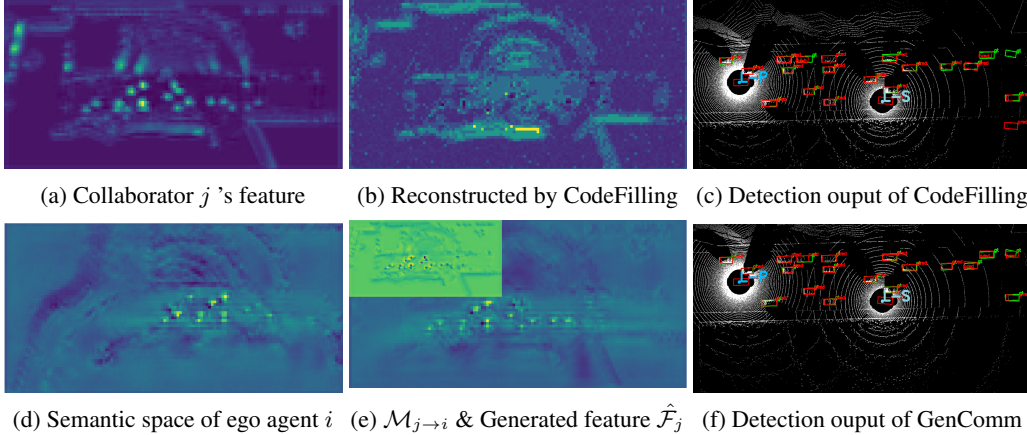 (a) Collaborator j 's feature
(b) Reconstructed by CodeFilling
(c) Detection ouput of CodeFilling
(d) Semantic space of ego agent i
(e) M_{j→i} & Generated feature F̂_j
(f) Detection ouput of GenComm